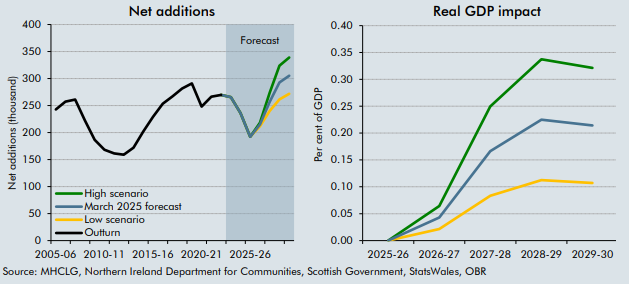 Net additions
Net additions (thousand)
400
350
300
250
200
150
100
50
0
Forecast
High scenario
March 2025 forecast
Low scenario
Outturn
2005-06 2010-11 2015-16 2020-21 2025-26
Real GDP impact
Per cent of GDP
0.40
0.35
0.30
0.25
0.20
0.15
0.10
0.05
0.00
2025-26 2026-27 2027-28 2028-29 2029-30
Source: MHCLG, Northern Ireland Department for Communities, Scottish Government, StatsWales, OBR